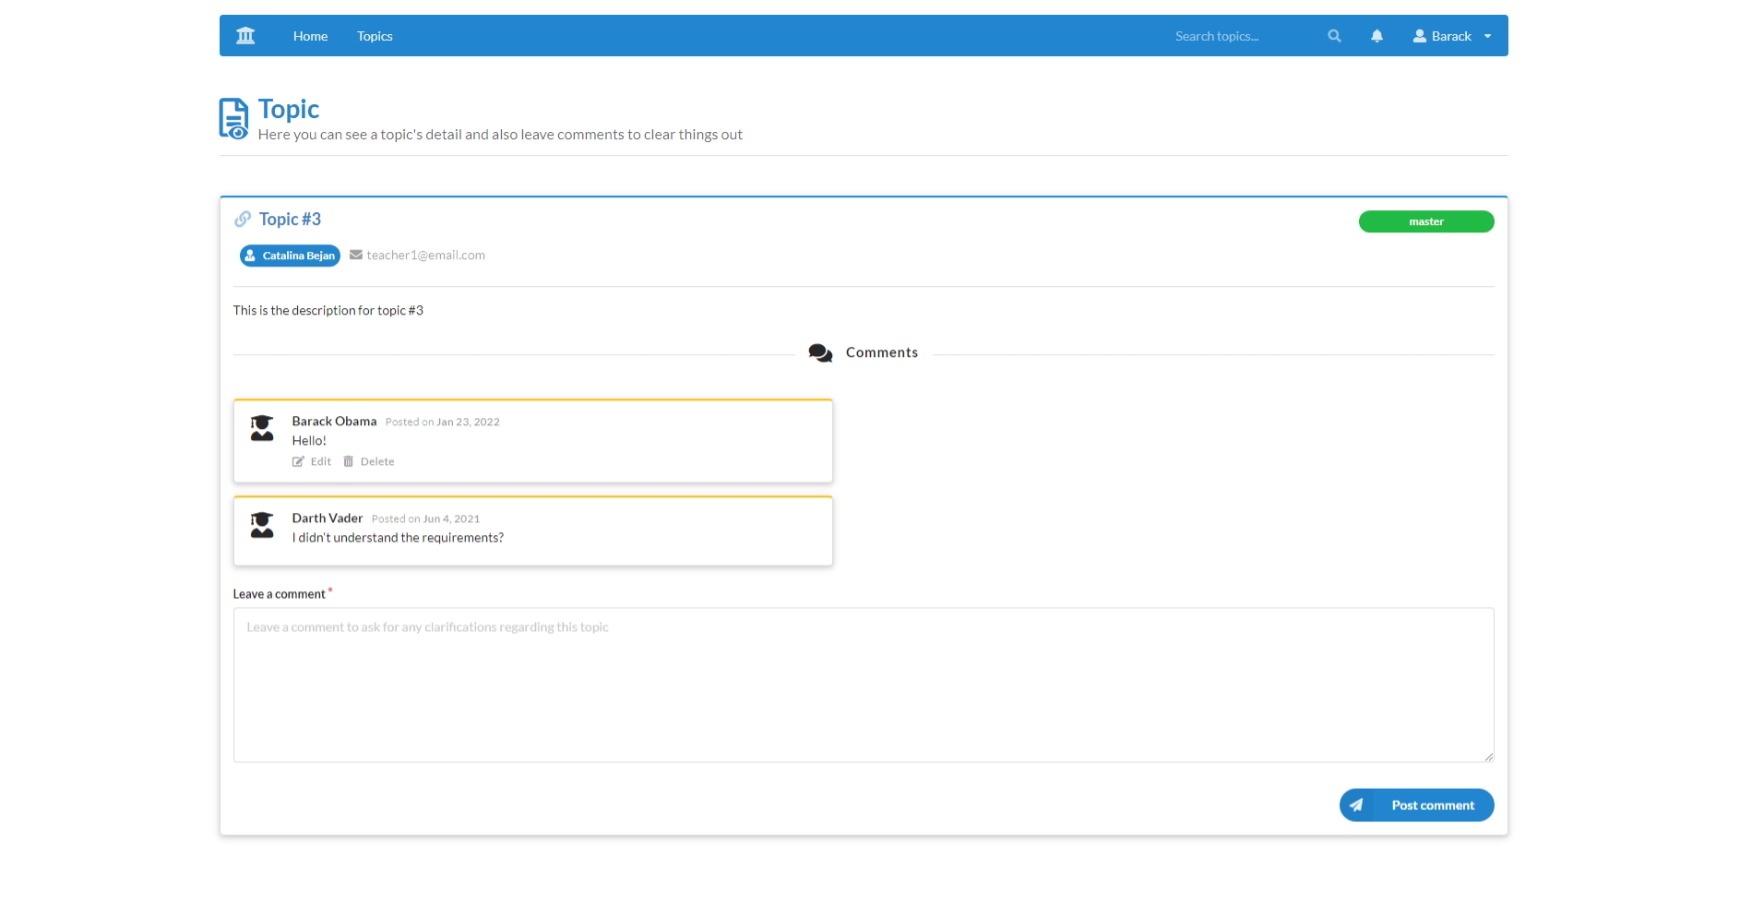 Home Topics Search topics... Barack
Topic
Here you can see a topic's detail and also leave comments to clear things out
Topic #3 master
Catalina Bejan teacher1@email.com
This is the description for topic #3
Comments
Barack Obama Posted on Jan 23, 2022
Hello!
Edit Delete
Darth Vader Posted on Jun 4, 2021
I didn't understand the requirements?
Leave a comment *
Leave a comment to ask for any clarifications regarding this topic
Post comment